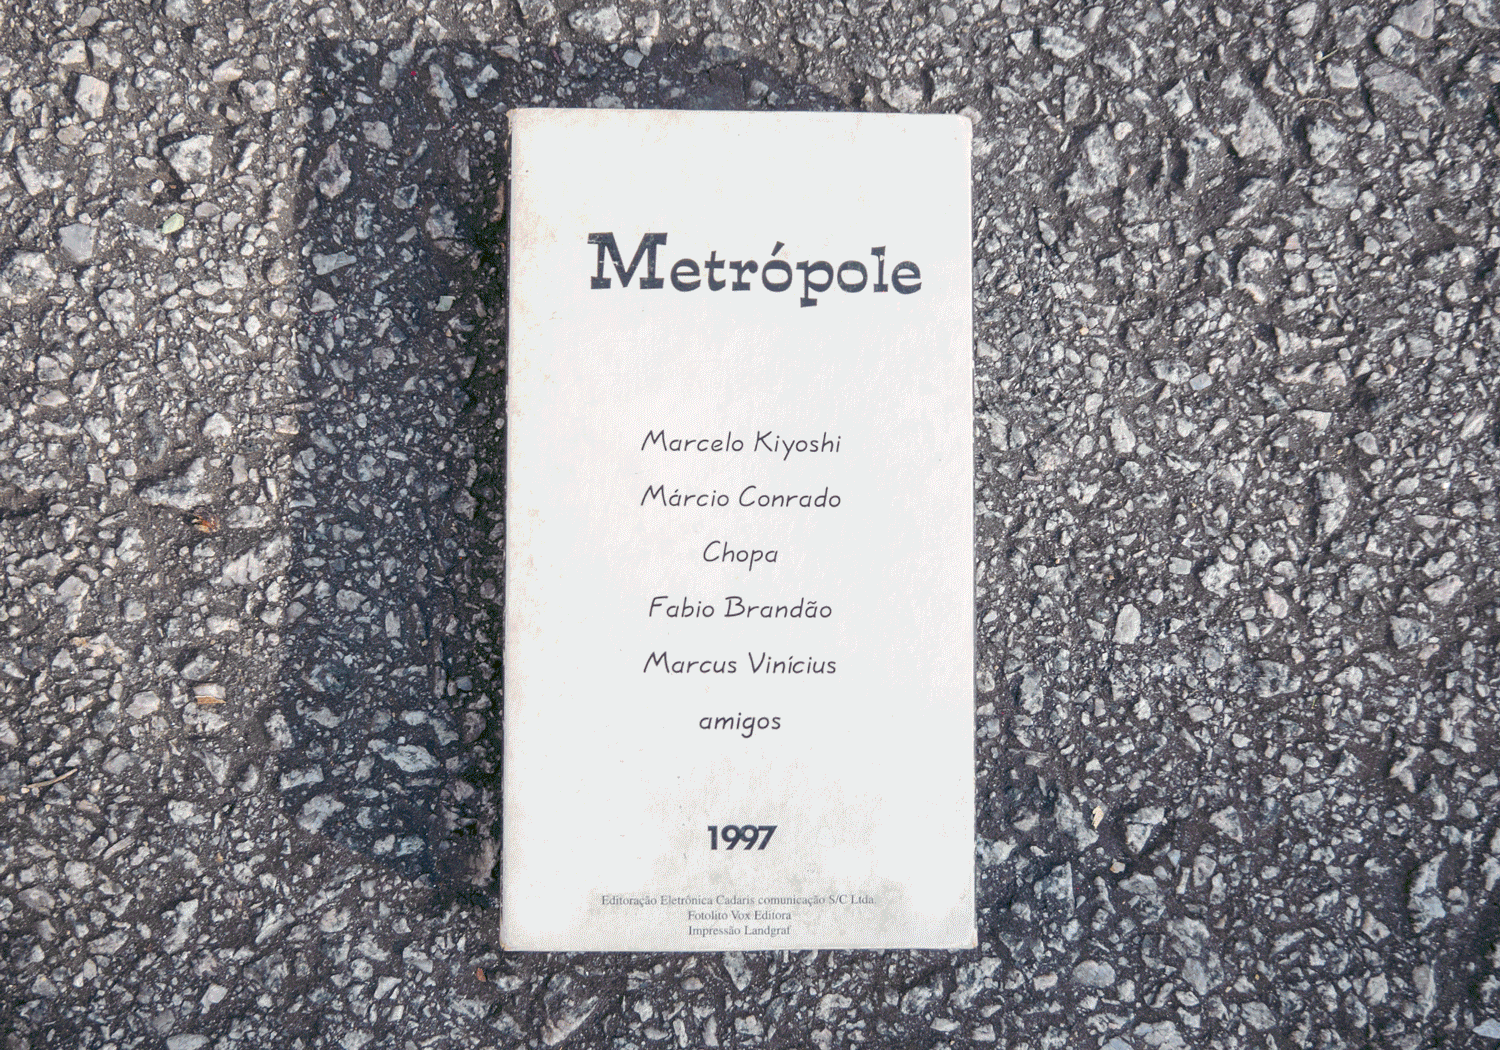 Metrópole
Marcelo Kiyoshi
Márcio Conrado
Chopa
Fabio Brandão
Marcus Vinícius
amigos
1997
Editoração Eletrônica Cadaris comunicação S/C Ltda.
Fotolito Vox Editora
Impressão Landgraf